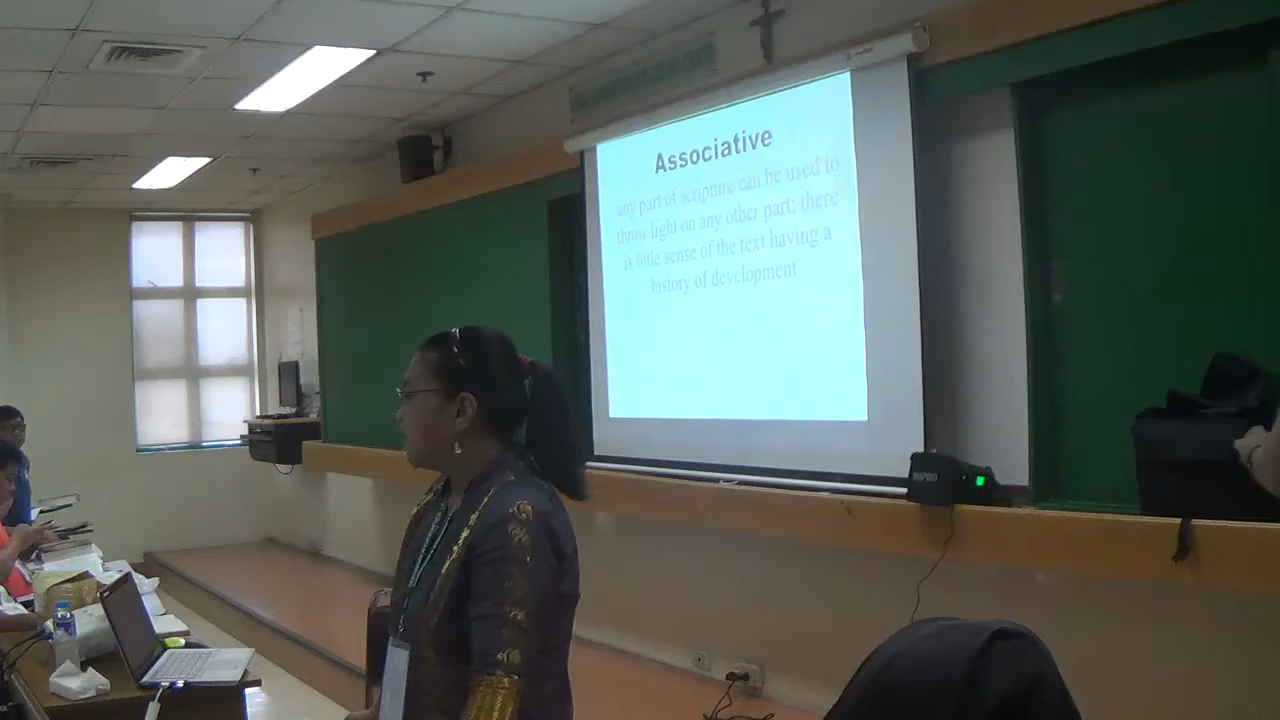 Associative
any part of scripture can be used to
throw light on any other part; there
is little sense of the text having a
history of development